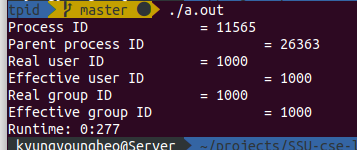 tpid master ./a.out
Process ID = 11565
Parent process ID = 26363
Real user ID = 1000
Effective user ID = 1000
Real group ID = 1000
Effective group ID = 1000
Runtime: 0:277
kyungyoungheo@Server ~/projects/SSU-cse-